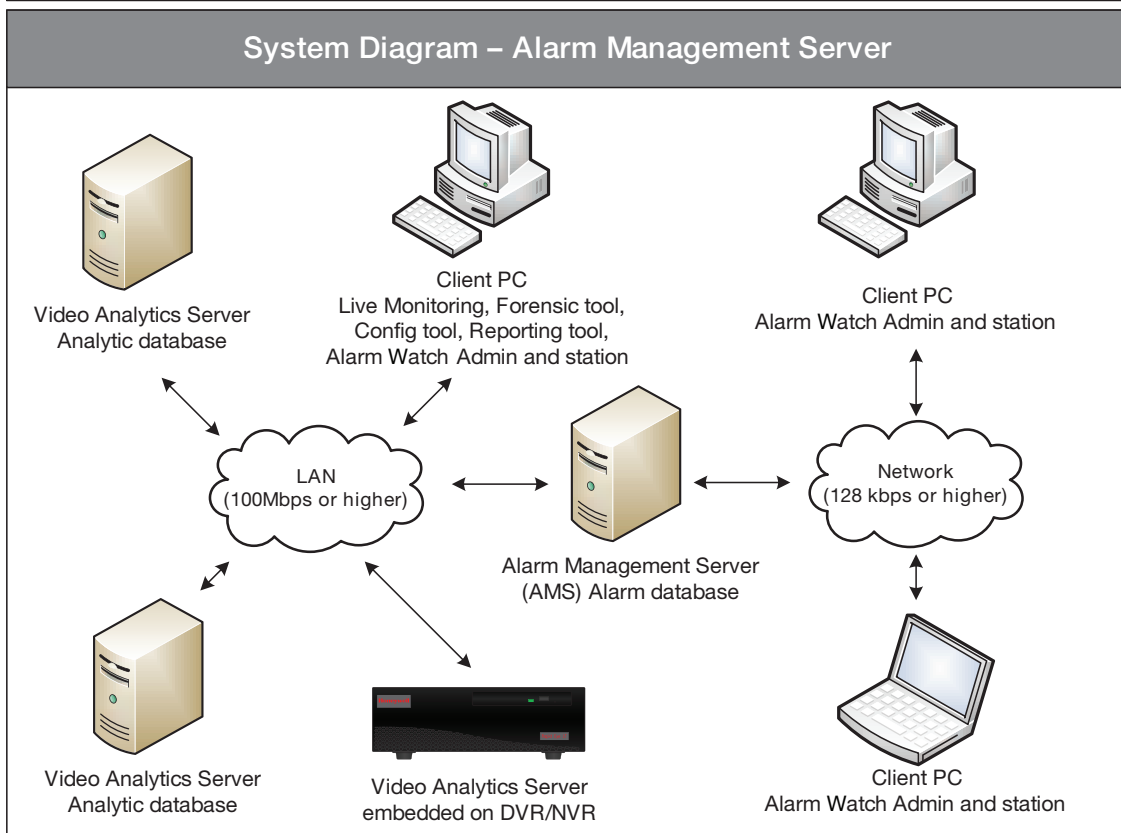 System Diagram – Alarm Management Server
Video Analytics Server
Analytic database
Client PC
Live Monitoring, Forensic tool,
Config tool, Reporting tool,
Alarm Watch Admin and station
Client PC
Alarm Watch Admin and station
LAN
(100Mbps or higher)
Alarm Management Server
(AMS) Alarm database
Network
(128 kbps or higher)
Video Analytics Server
Analytic database
Video Analytics Server
embedded on DVR/NVR
Client PC
Alarm Watch Admin and station